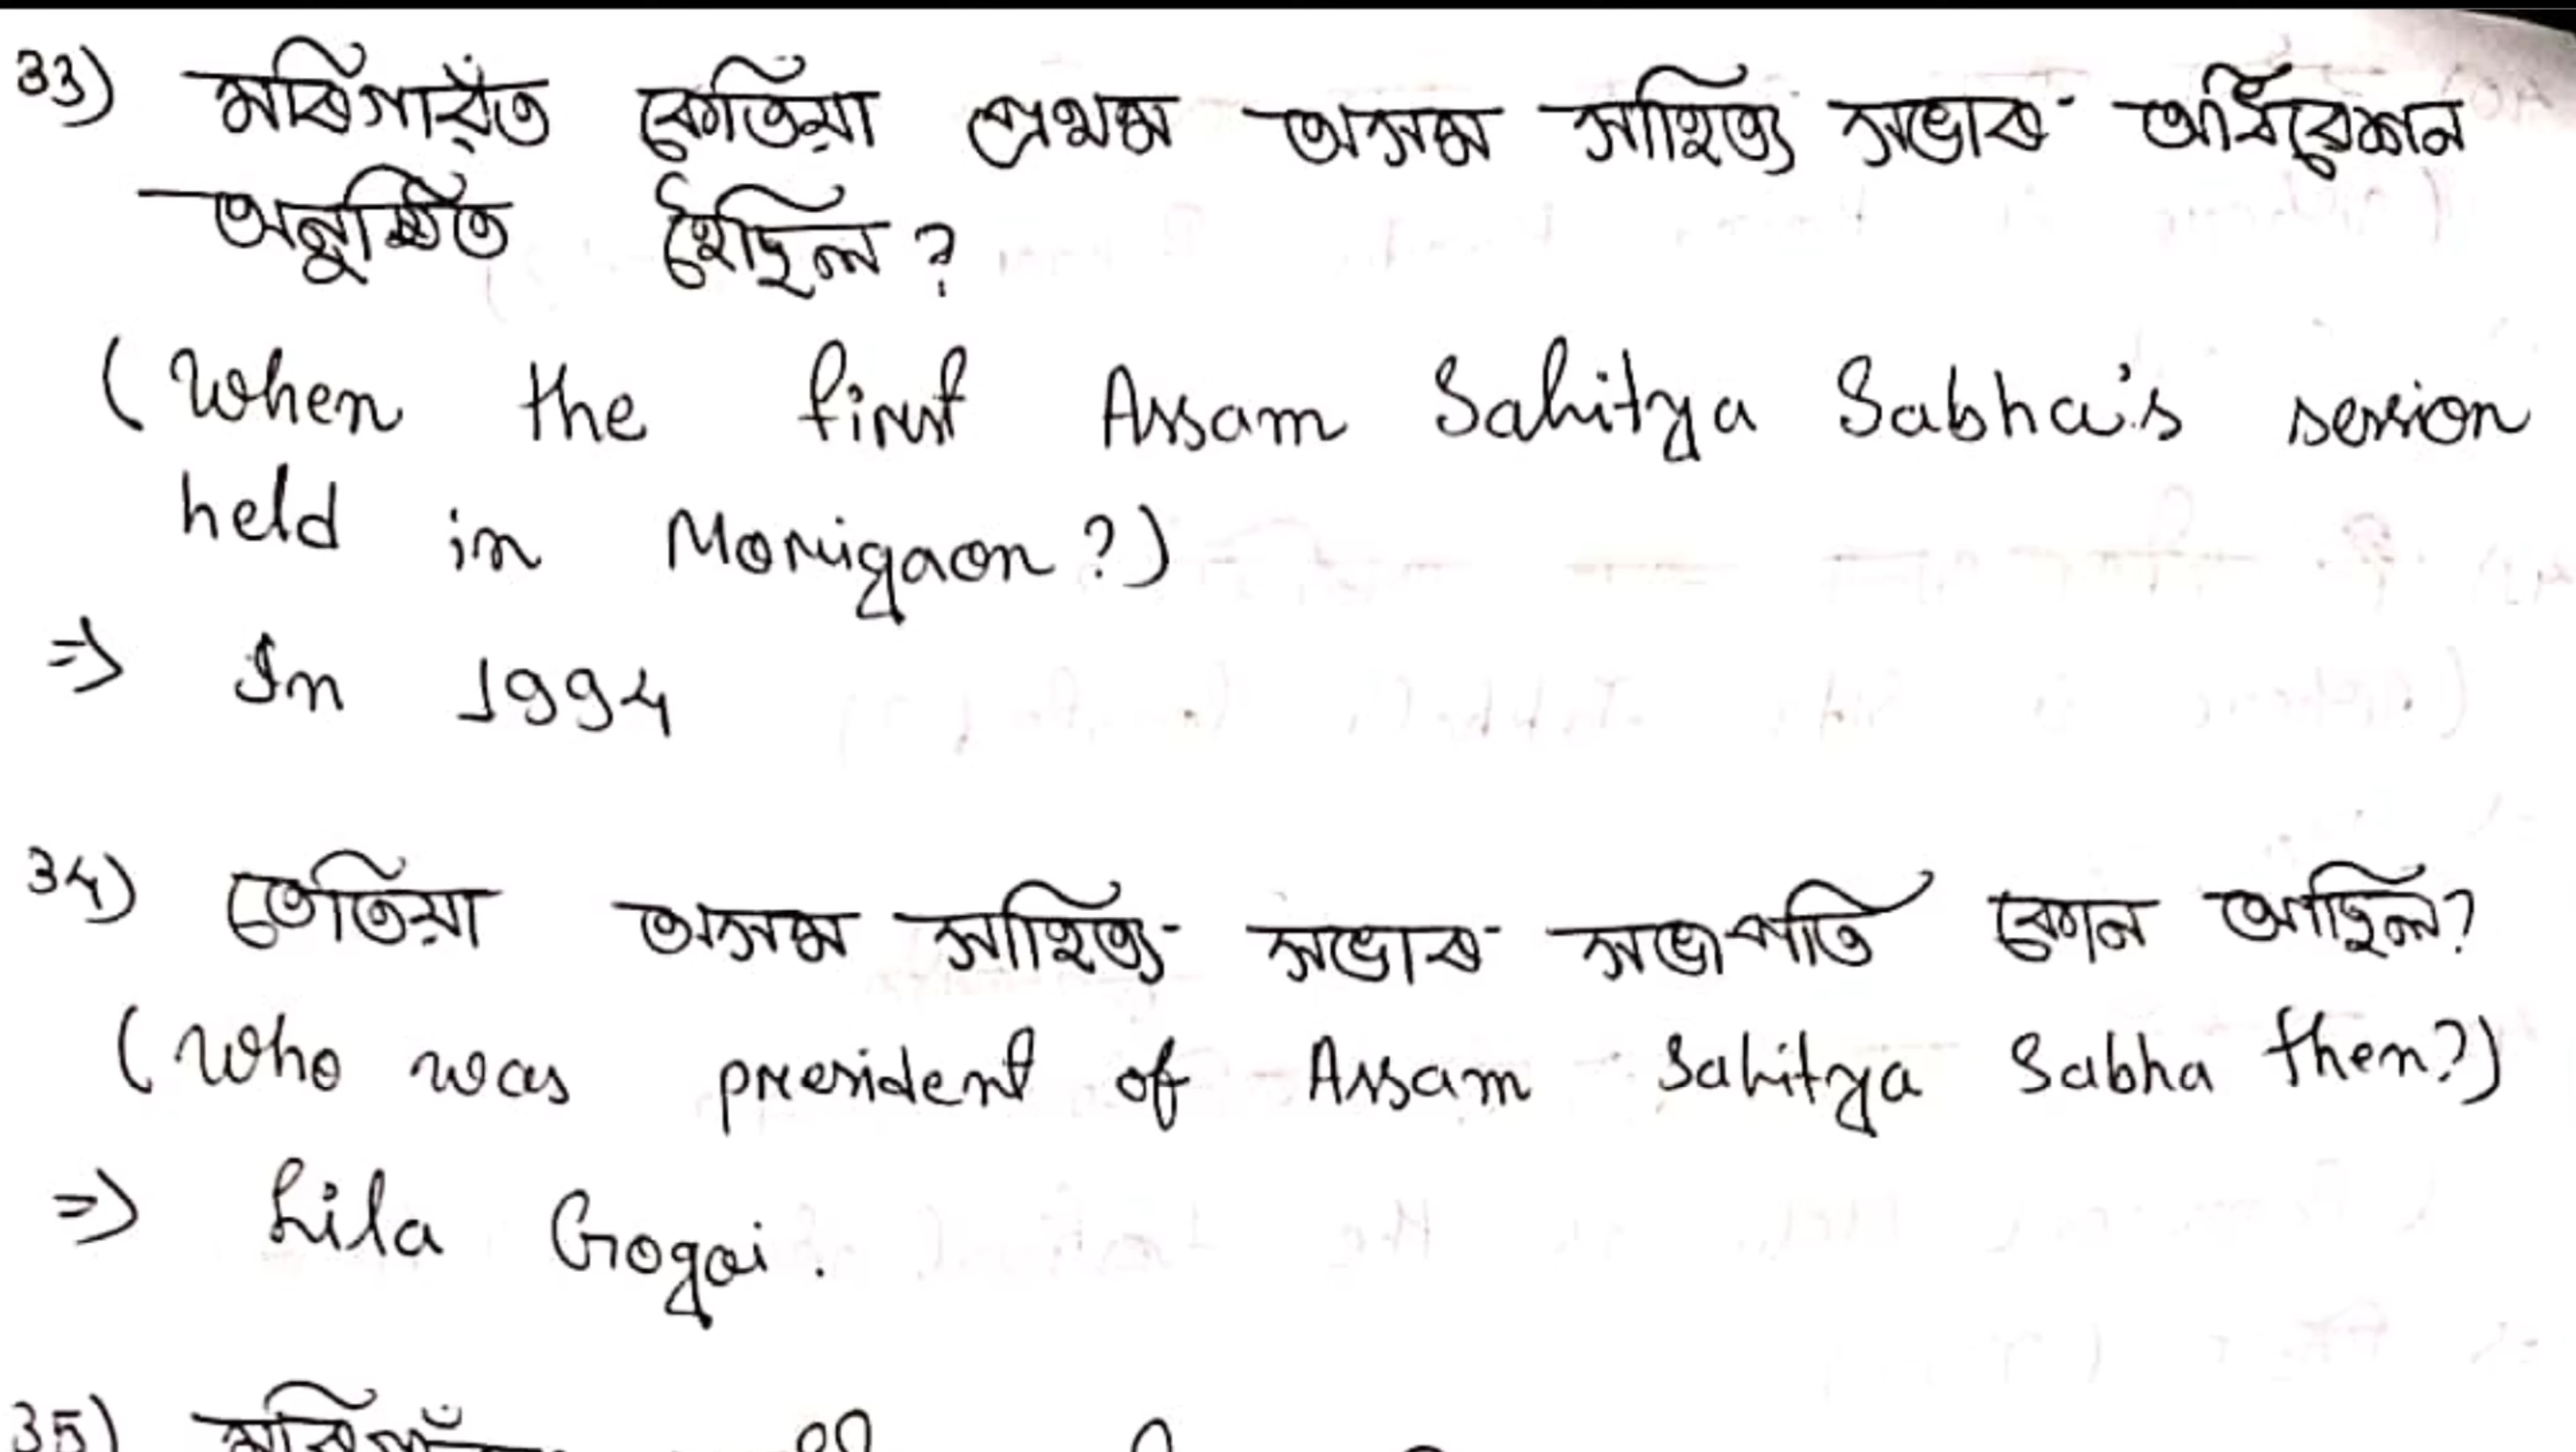 33) মৰিগাৱঁত কেতিয়া প্ৰথম অসম সাহিত্য সভাৰ অধিৱেশন
অনুষ্ঠিত হৈছিল?
(When the first Assam Sahitya Sabha's session
held in Morigaon?)
⇒ In 1994
34) তেতিয়া অসম সাহিত্য সভাৰ সভাপতি কোন আছিল?
(Who was president of Assam Sahitya Sabha then?)
⇒ Lila Gogoi.
35)